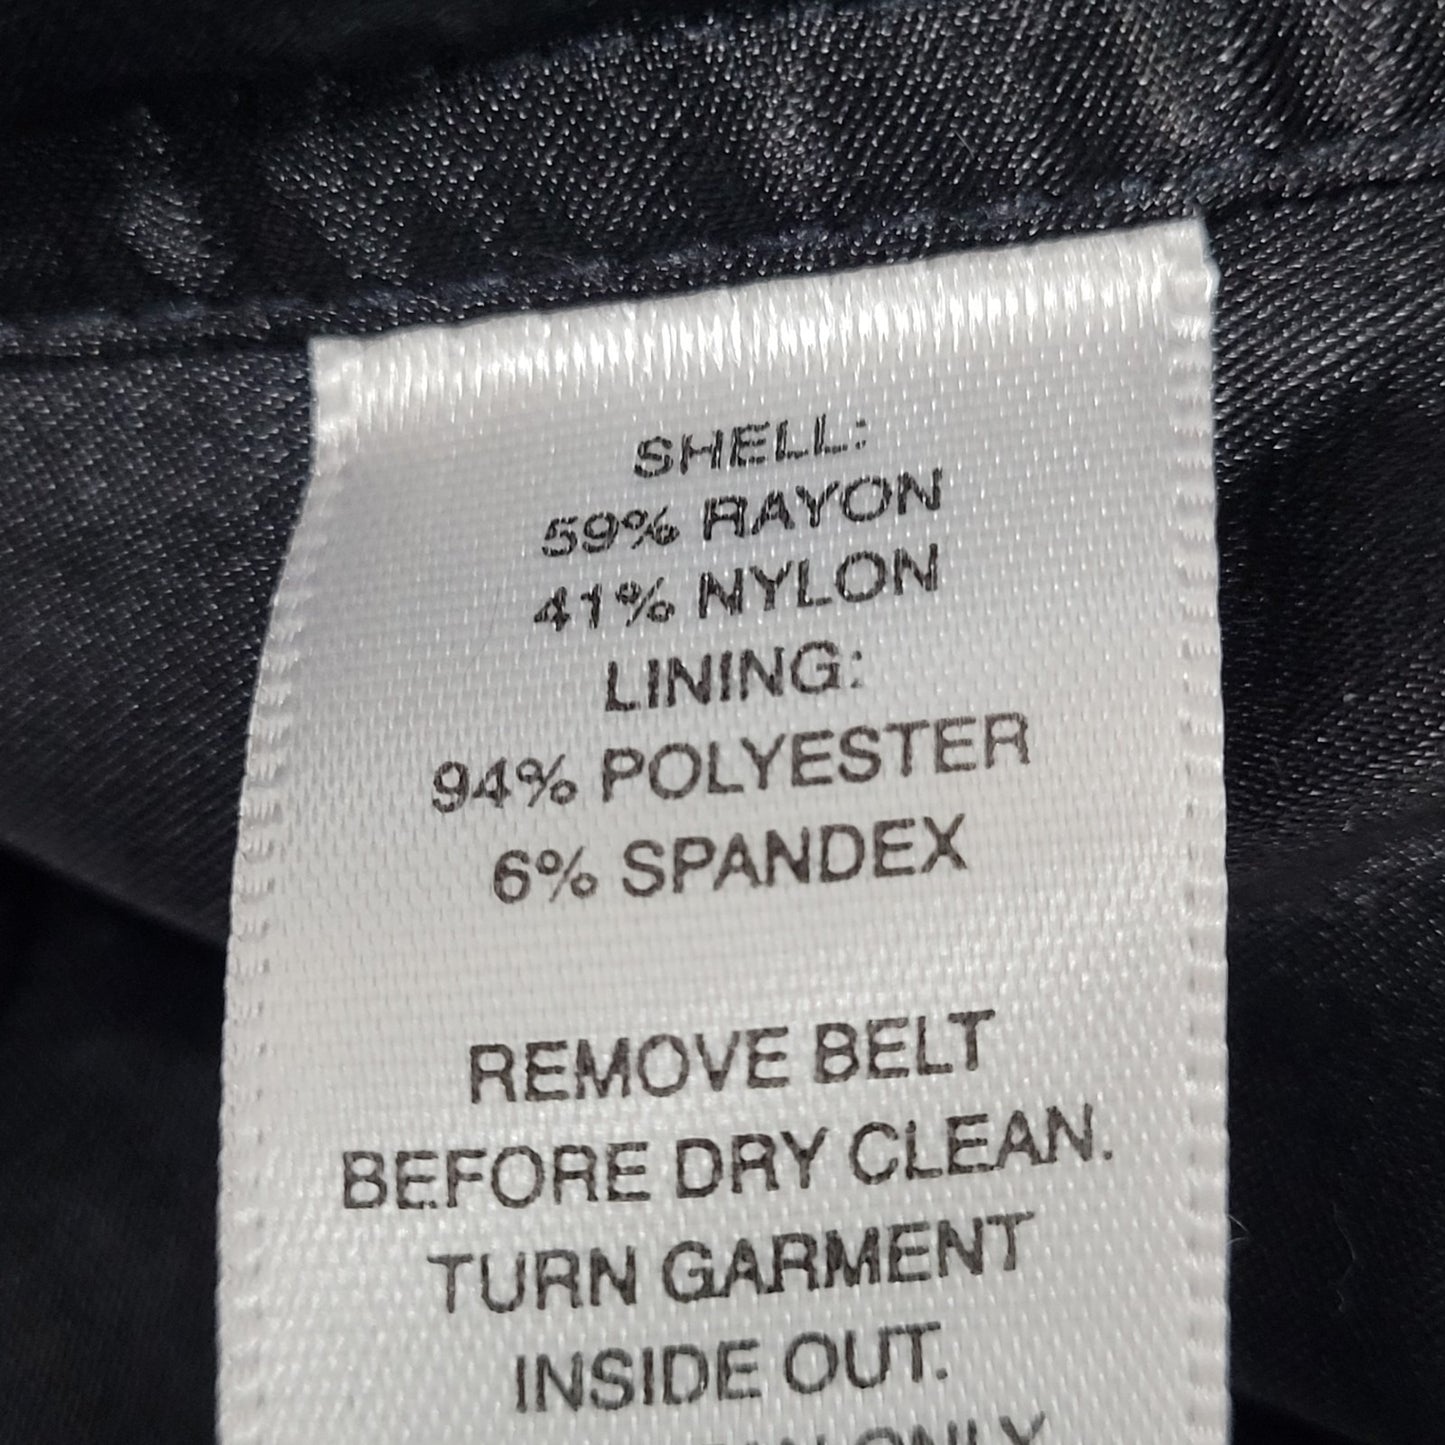 SHELL:
59% RAYON
41% NYLON
LINING:
94% POLYESTER
6% SPANDEX
REMOVE BELT
BEFORE DRY CLEAN.
TURN GARMENT
INSIDE OUT.
ONLY